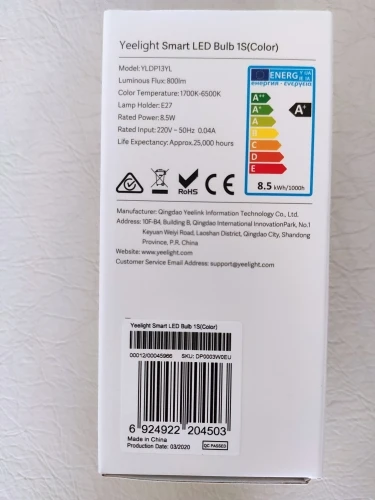 Yeelight Smart LED Bulb 1S(Color)
Model: YLDP13YL
Luminous Flux: 800lm
Color Temperature: 1700K-6500K
Lamp Holder: E27
Rated Power: 8.5W
Rated Input: 220V ~ 50Hz 0.04A
Life Expectancy: Approx.25,000 hours
RoHS
CE
ENERG
енергия · ενεργεια
A++
A+
A
B
C
D
E
A+
8.5 kWh/1000h
Manufacturer: Qingdao Yeelink Information Technology Co., Ltd.
Address: 10F-B4, Building B, Qingdao International InnovationPark, No.1
Keyuan Weiyi Road, Laoshan District, Qingdao City, Shandong
Province, P.R. China
Website: www.yeelight.com
Customer Service Email Address: support@yeelight.com
Yeelight Smart LED Bulb 1S(Color)
00012/00045966 SKU: DP0003W0EU
6 924922 204503
Made in China
Production Date: 03/2020
QC PASSED